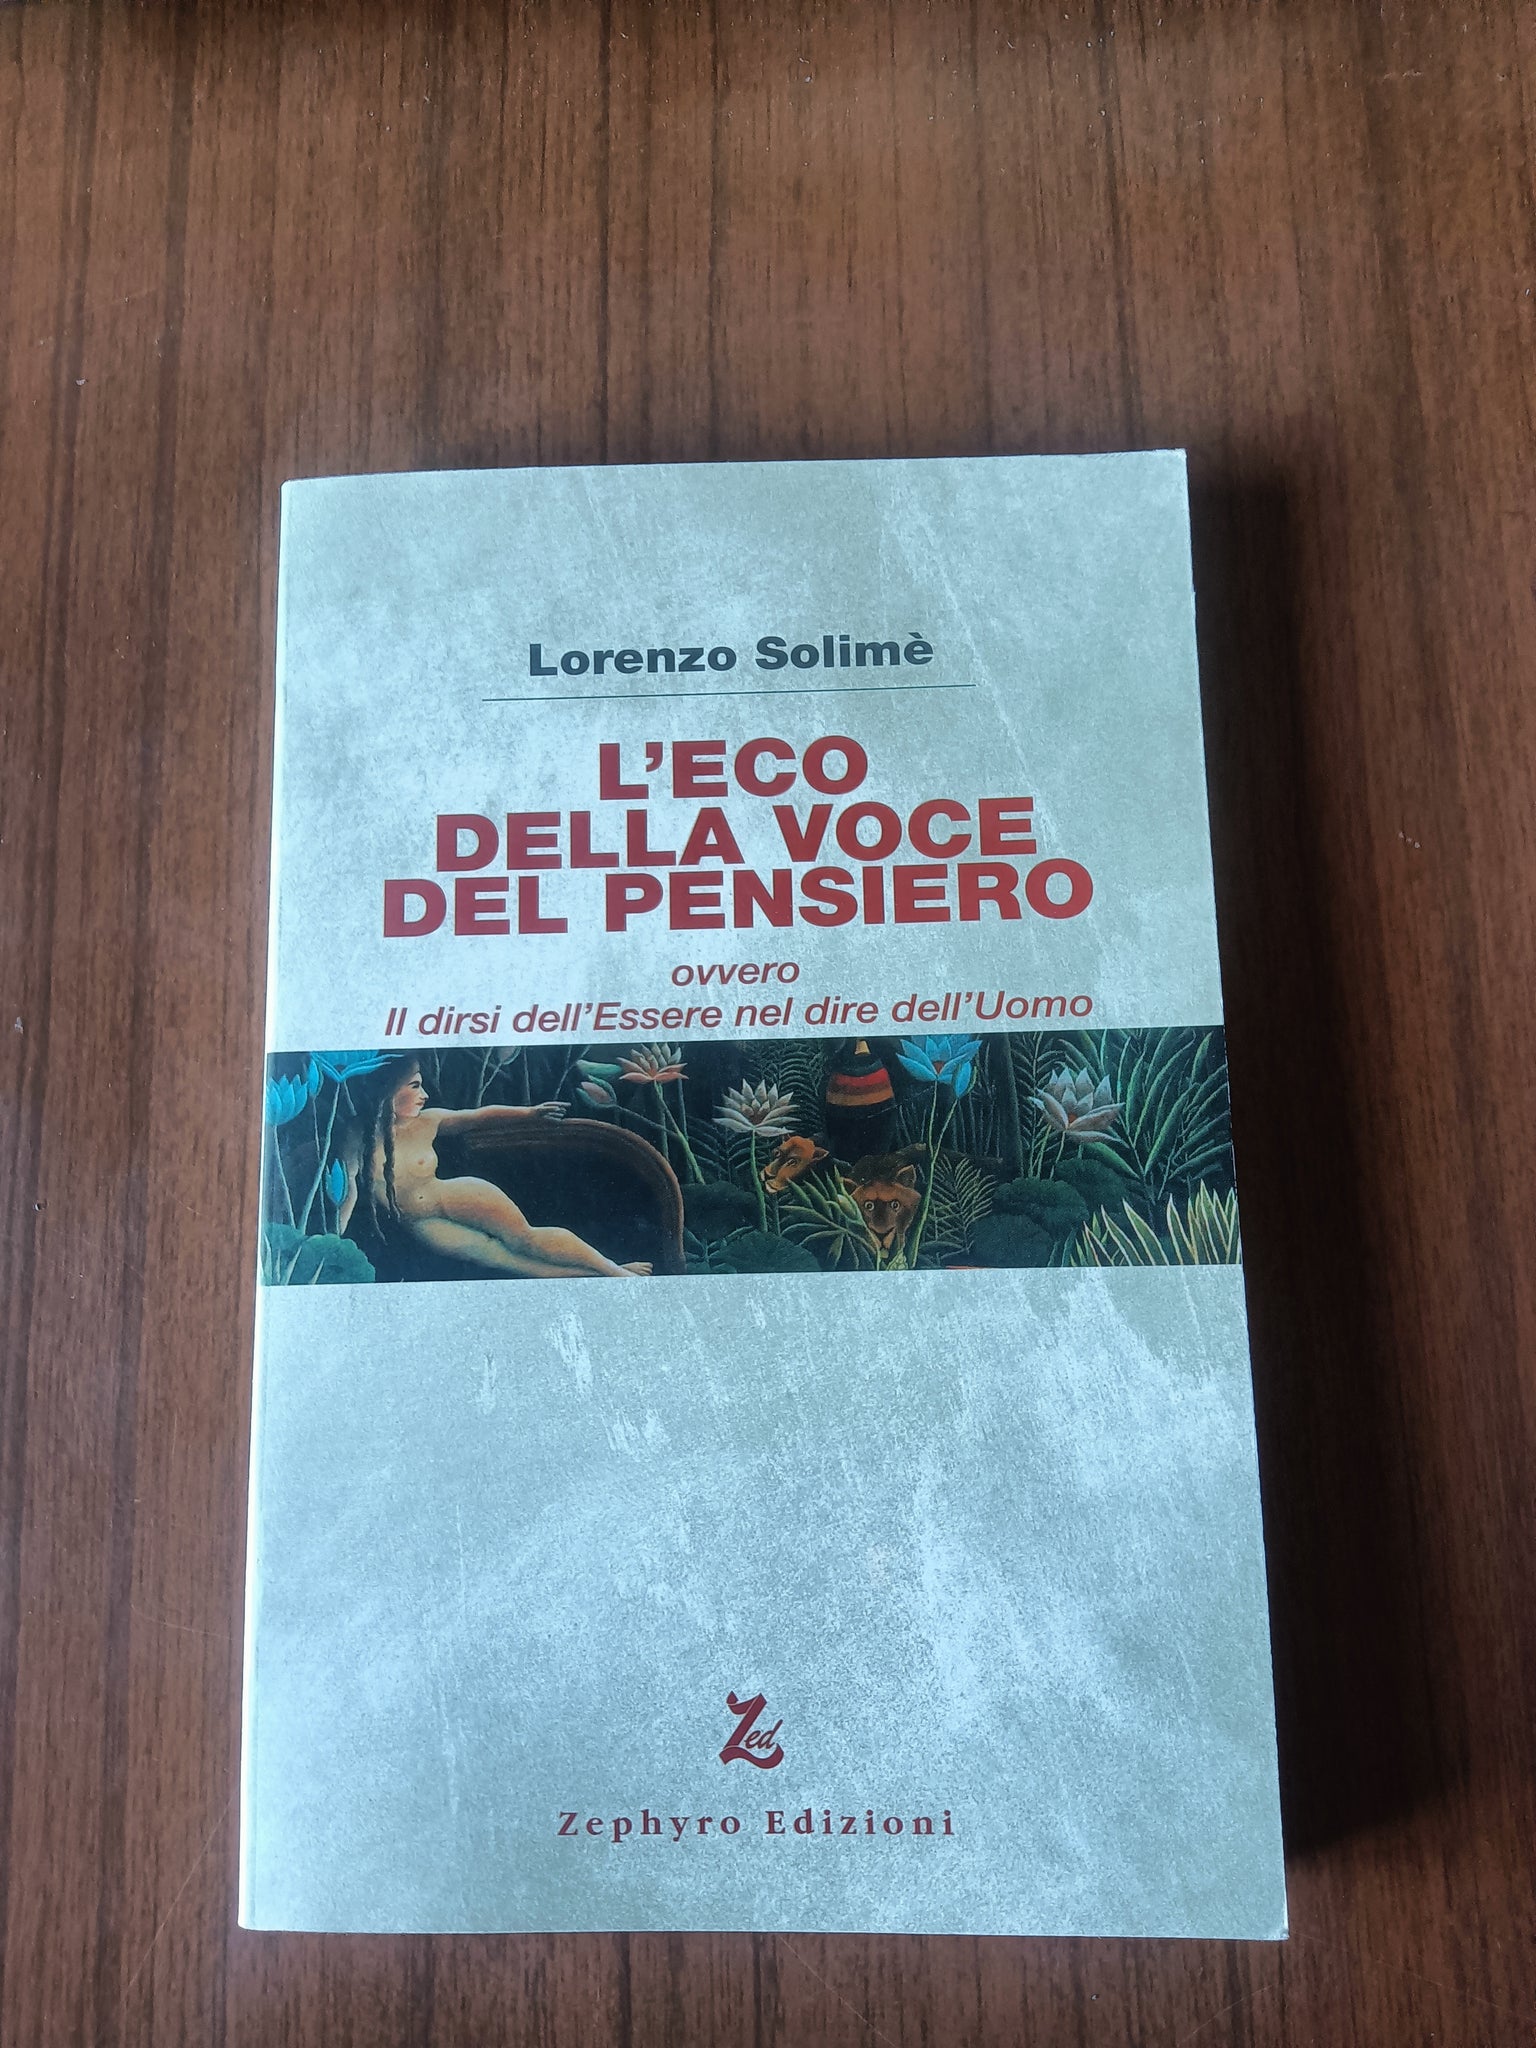 Lorenzo Solimè
L'ECO
DELLA VOCE
DEL PENSIERO
ovvero
Il dirsi dell'Essere nel dire dell'Uomo
Zed
Zephyro Edizioni